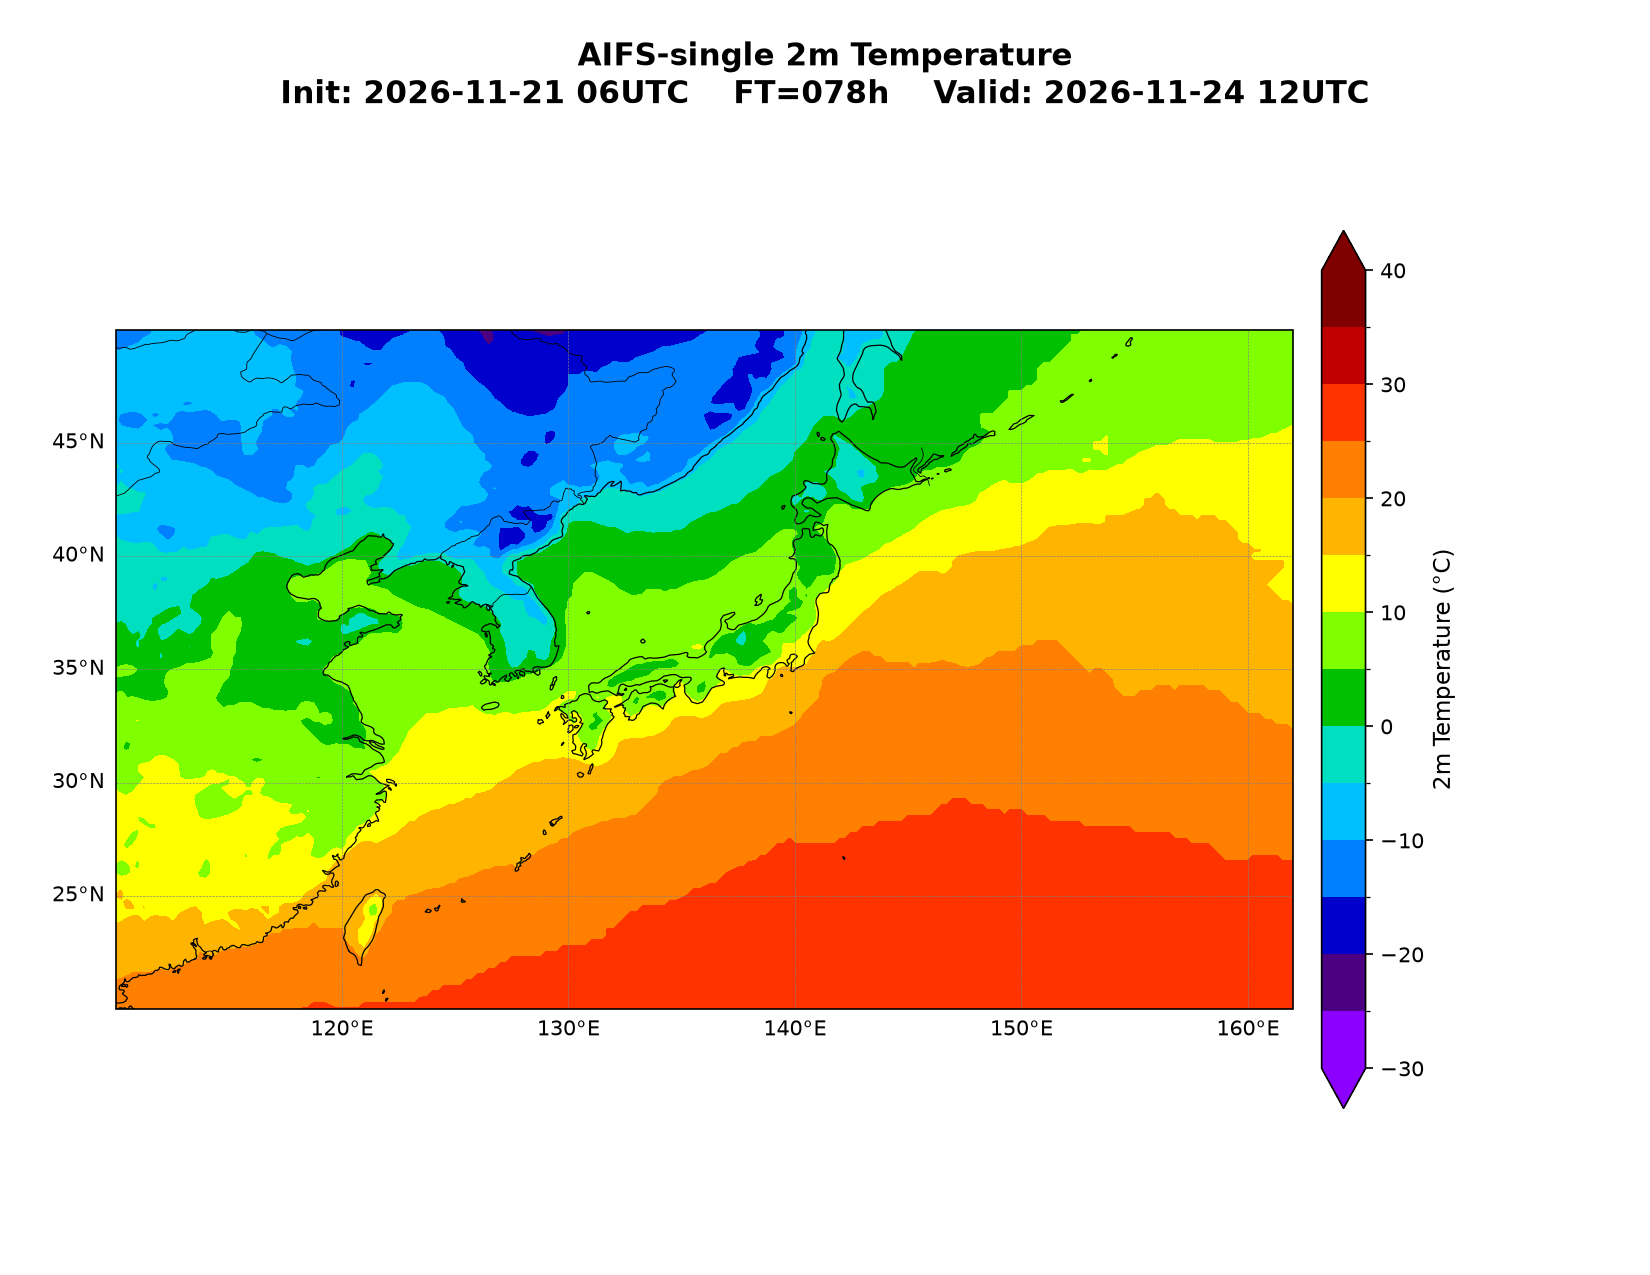 AIFS-single 2m Temperature
Init: 2026-11-21 06UTC    FT=078h    Valid: 2026-11-24 12UTC
45°N
40°N
35°N
30°N
25°N
120°E
130°E
140°E
150°E
160°E
40
30
20
10
0
−10
−20
−30
2m Temperature (°C)